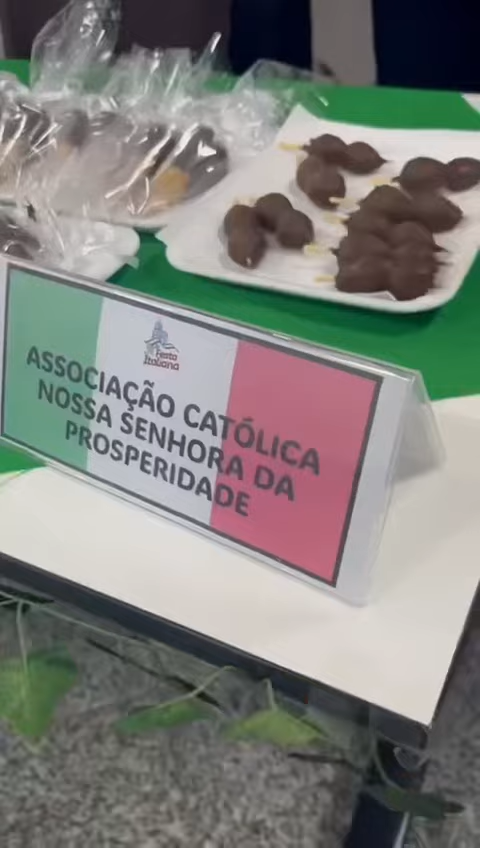 Festa
Italiana
ASSOCIAÇÃO CATÓLICA
NOSSA SENHORA DA
PROSPERIDADE